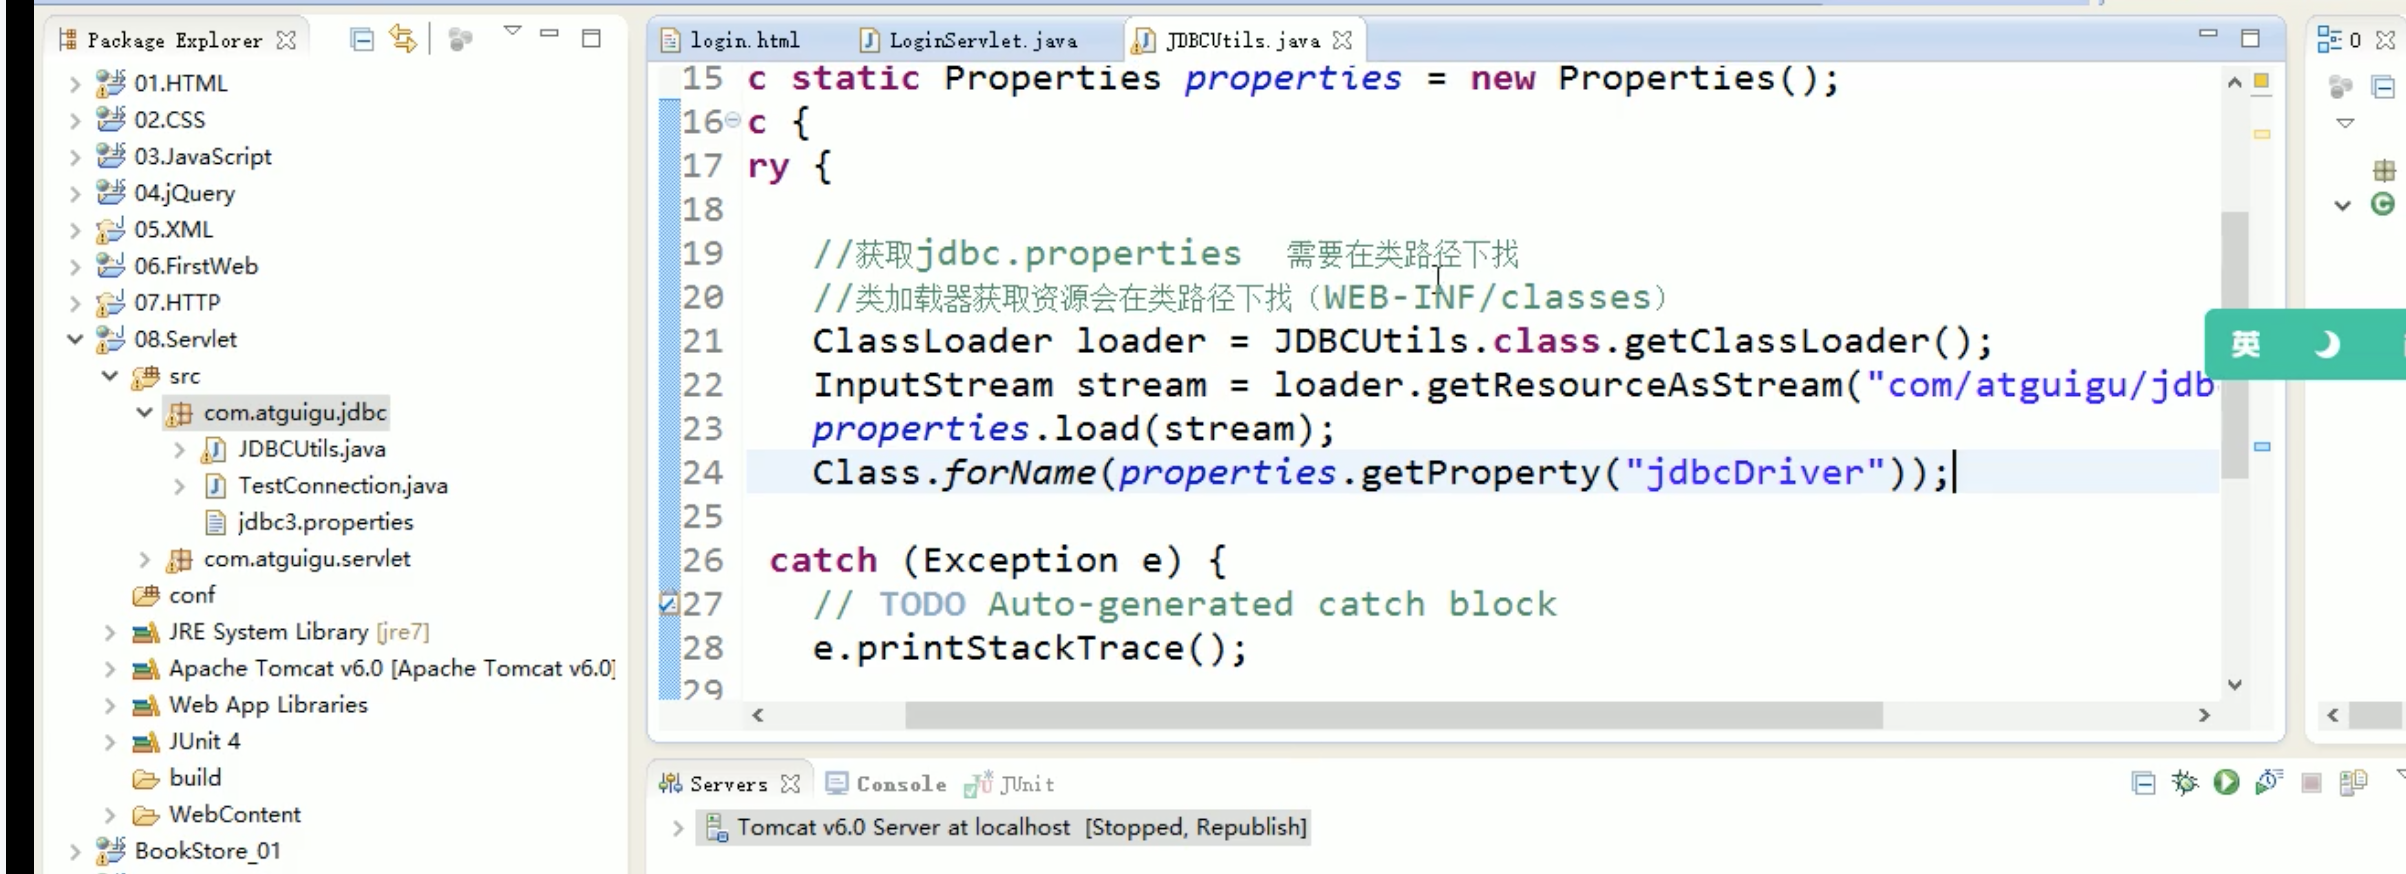 Package Explorer
01.HTML
02.CSS
03.JavaScript
04.jQuery
05.XML
06.FirstWeb
07.HTTP
08.Servlet
src
com.atguigu.jdbc
JDBCUtils.java
TestConnection.java
jdbc3.properties
com.atguigu.servlet
conf
JRE System Library [jre7]
Apache Tomcat v6.0 [Apache Tomcat v6.0]
Web App Libraries
JUnit 4
build
WebContent
BookStore_01
login.html LoginServlet.java JDBCUtils.java
15 c static Properties properties = new Properties();
16 c {
17 ry {
18
19 //获取jdbc.properties 需要在类路径下找
20 //类加载器获取资源会在类路径下找（WEB-INF/classes）
21 ClassLoader loader = JDBCUtils.class.getClassLoader();
22 InputStream stream = loader.getResourceAsStream("com/atguigu/jdb
23 properties.load(stream);
24 Class.forName(properties.getProperty("jdbcDriver"));
25
26 catch (Exception e) {
27 // TODO Auto-generated catch block
28 e.printStackTrace();
29
Servers Console JUnit
Tomcat v6.0 Server at localhost [Stopped, Republish]
O
英